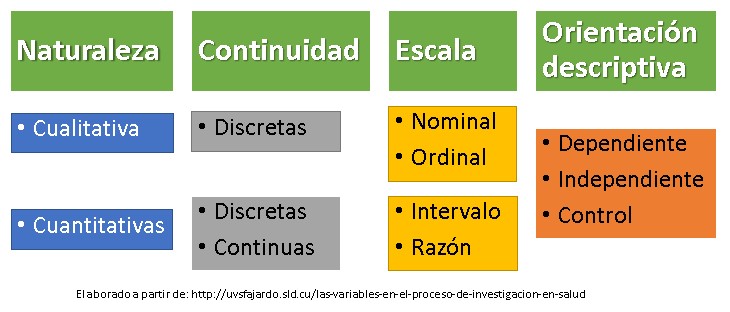 Naturaleza
Continuidad
Escala
Orientación
descriptiva
• Cualitativa
• Discretas
• Nominal
• Ordinal
• Dependiente
• Independiente
• Control
• Cuantitativas
• Discretas
• Continuas
• Intervalo
• Razón
Elaborado a partir de: http://uvsfajardo.sld.cu/las-variables-en-el-proceso-de-investigacion-en-salud